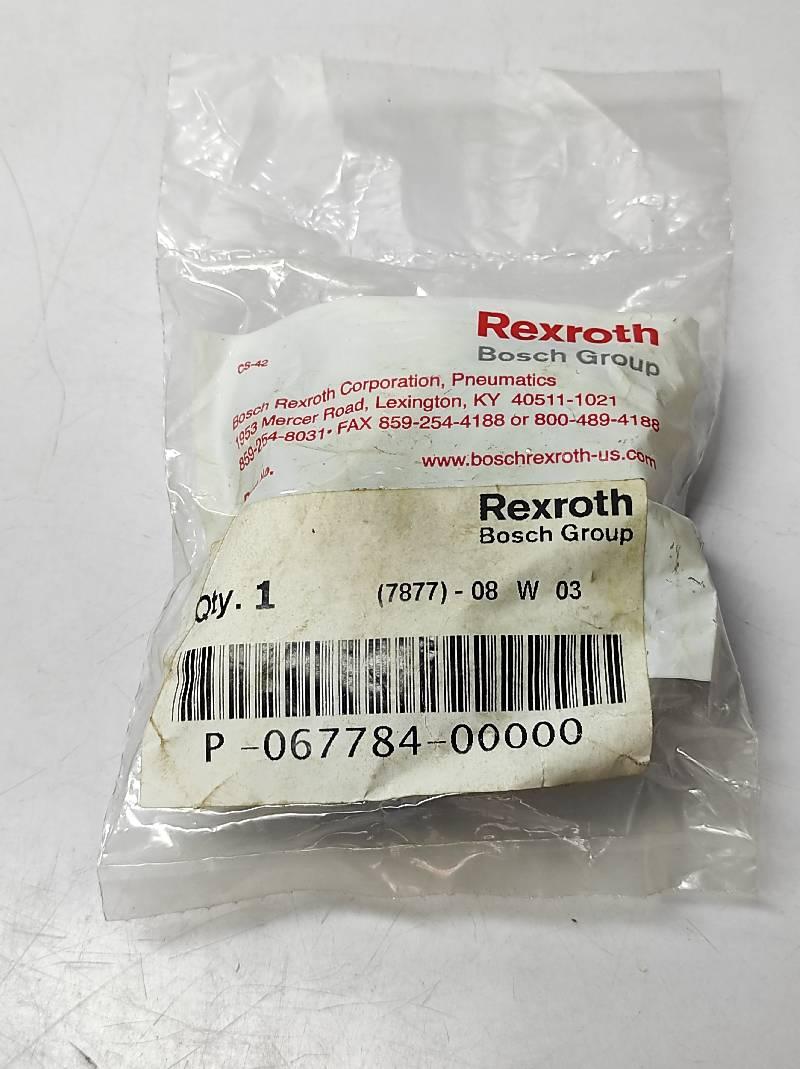 Rexroth
Bosch Group
CS-42
Bosch Rexroth Corporation, Pneumatics
1953 Mercer Road, Lexington, KY 40511-1021
859-254-8031• FAX 859-254-4188 or 800-489-4188
www.boschrexroth-us.com
Rexroth
Bosch Group
Qty. 1 (7877) - 08 W 03
P-067784-00000